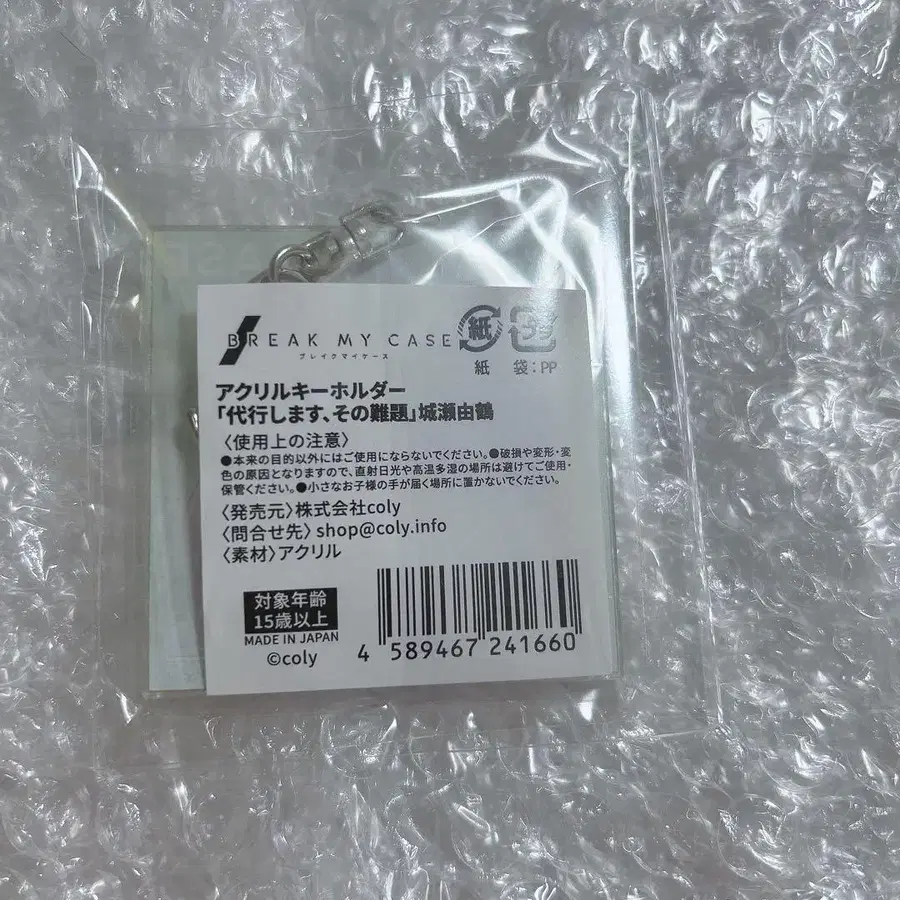 BREAK MY CASE
ブレイクマイケース
紙
紙 袋:PP
アクリルキーホルダー
「代行します、その難題」城瀬由鶴
〈使用上の注意〉
●本来の目的以外にはご使用にならないでください。●破損や変形・変
色の原因となりますので、直射日光や高温多湿の場所は避けてご使用・
保管ください。●小さなお子様の手が届く場所に置かないでください。
〈発売元〉株式会社coly
〈問合せ先〉shop@coly.info
〈素材〉アクリル
対象年齢
15歳以上
MADE IN JAPAN
©coly
4 589467 241660